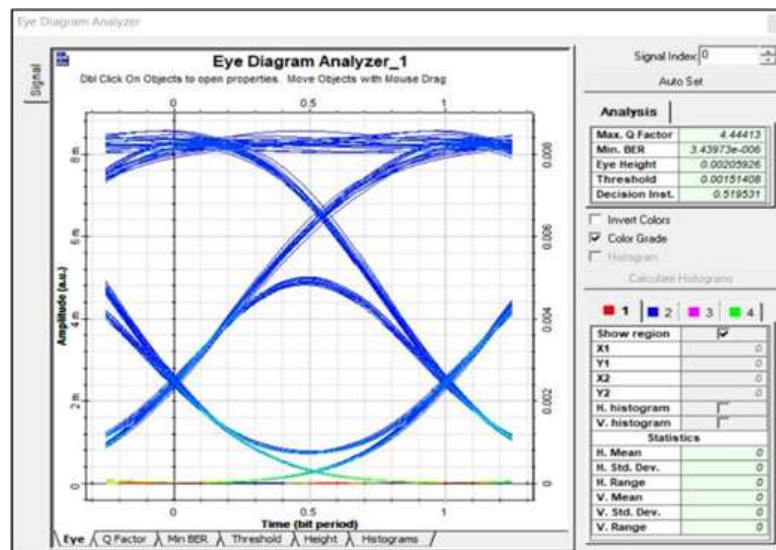 Eye Diagram Analyzer
Signal
Eye Diagram Analyzer_1
Dbl Click On Objects to open properties. Move Objects with Mouse Drag
0 0.5 1
8 m
6 m
4 m
2 m
0
Amplitude (a.u.)
0.008
0.006
0.004
0.002
0
0 0.5 1
Time (bit period)
Eye Q Factor Min BER Threshold Height Histograms
Signal Index: 0
Auto Set
Analysis
Max. Q Factor 4.44413
Min. BER 3.43973e-006
Eye Height 0.00205926
Threshold 0.00151408
Decision Inst. 0.519531
Invert Colors
Color Grade
Histogram
Calculate Histograms
1 2 3 4
Show region
X1 0
Y1 0
X2 0
Y2 0
H. histogram
V. histogram
Statistics
H. Mean 0
H. Std. Dev. 0
H. Range 0
V. Mean 0
V. Std. Dev. 0
V. Range 0